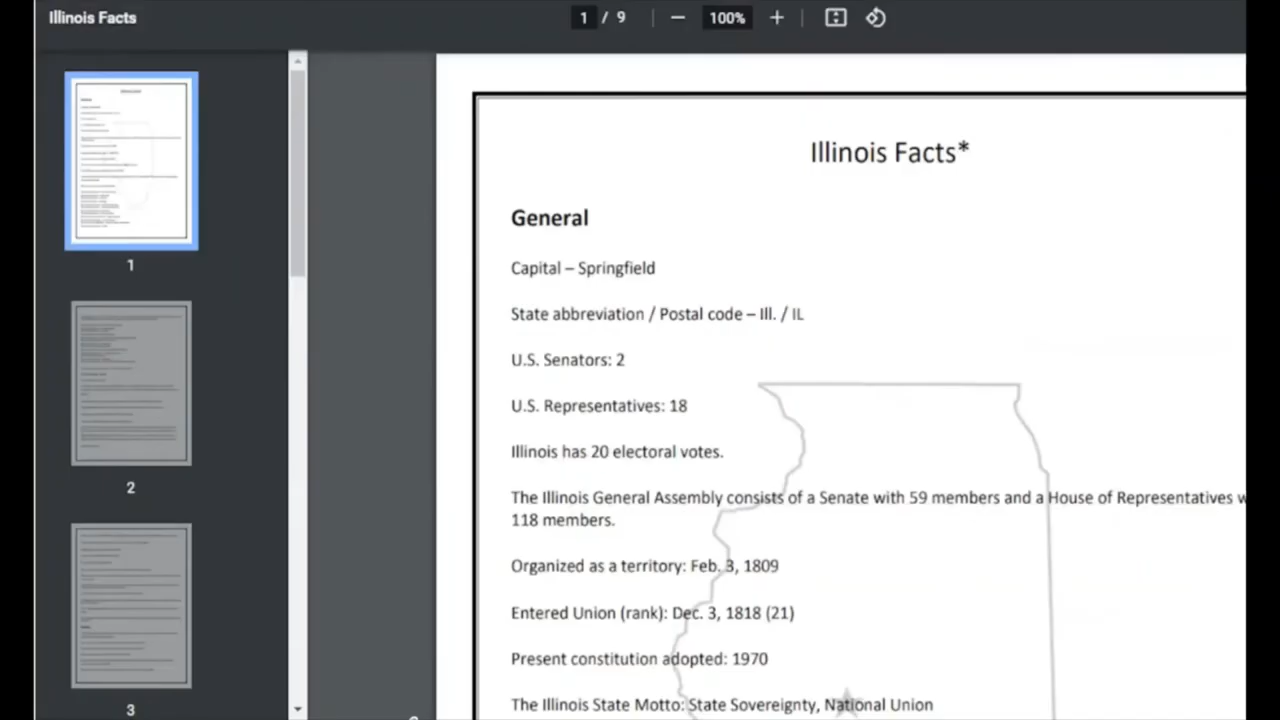 Illinois Facts
1 / 9
100%
1
2
3
Illinois Facts*
General
Capital – Springfield
State abbreviation / Postal code – Ill. / IL
U.S. Senators: 2
U.S. Representatives: 18
Illinois has 20 electoral votes.
The Illinois General Assembly consists of a Senate with 59 members and a House of Representatives w
118 members.
Organized as a territory: Feb. 3, 1809
Entered Union (rank): Dec. 3, 1818 (21)
Present constitution adopted: 1970
The Illinois State Motto: State Sovereignty, National Union